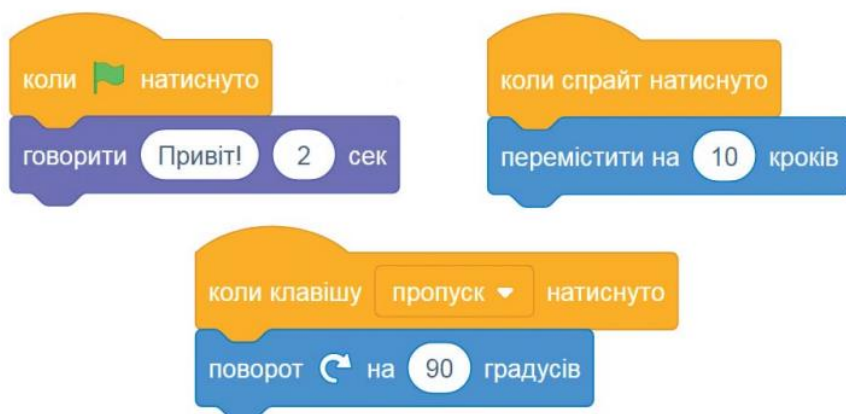 коли натиснуто
говорити Привіт! 2 сек
коли спрайт натиснуто
перемістити на 10 кроків
коли клавішу пропуск натиснуто
поворот на 90 градусів